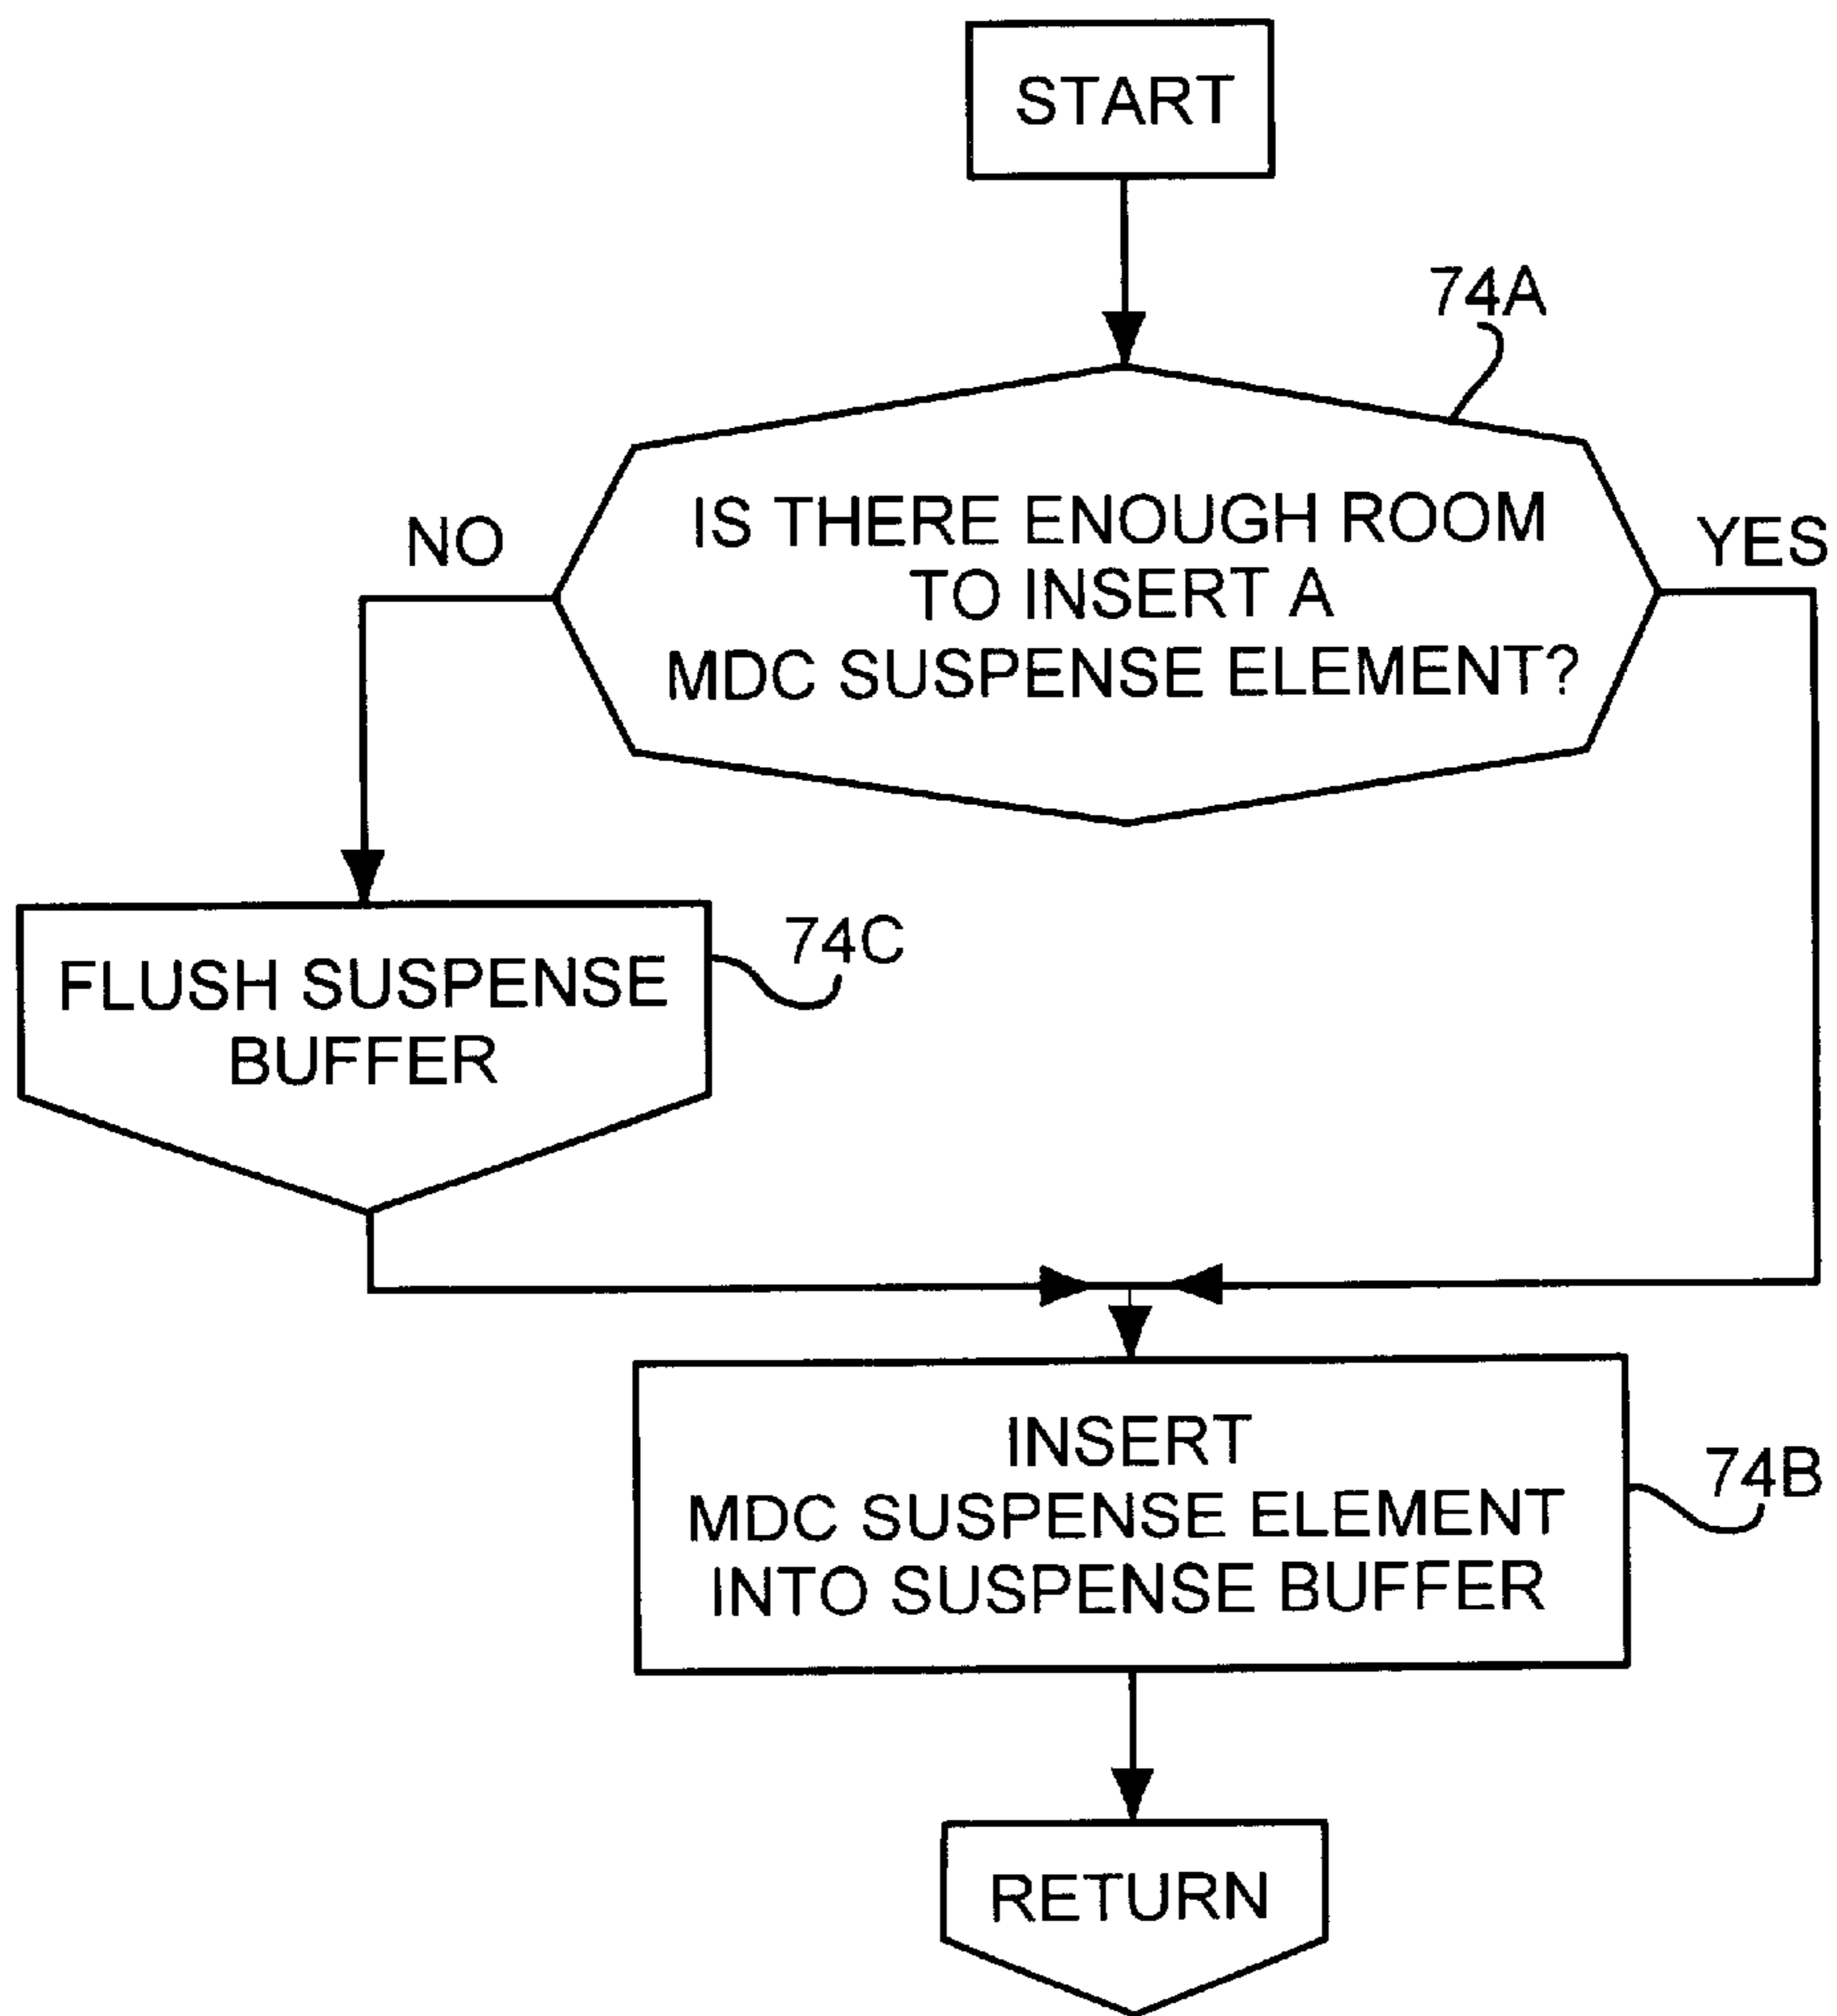 START
74A
IS THERE ENOUGH ROOM
TO INSERT A
MDC SUSPENSE ELEMENT?
NO
YES
FLUSH SUSPENSE
BUFFER
74C
INSERT
MDC SUSPENSE ELEMENT
INTO SUSPENSE BUFFER
74B
RETURN